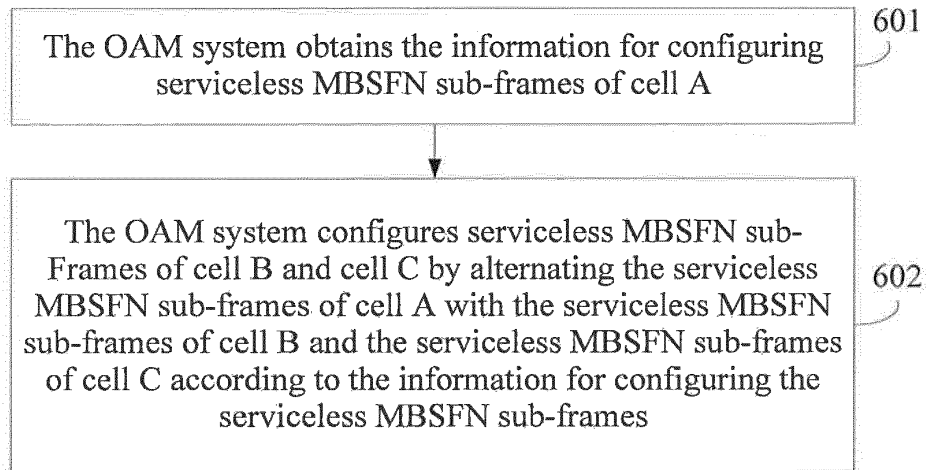 The OAM system obtains the information for configuring
serviceless MBSFN sub-frames of cell A
601
The OAM system configures serviceless MBSFN sub-
Frames of cell B and cell C by alternating the serviceless
MBSFN sub-frames of cell A with the serviceless MBSFN
sub-frames of cell B and the serviceless MBSFN sub-frames
of cell C according to the information for configuring the
serviceless MBSFN sub-frames
602